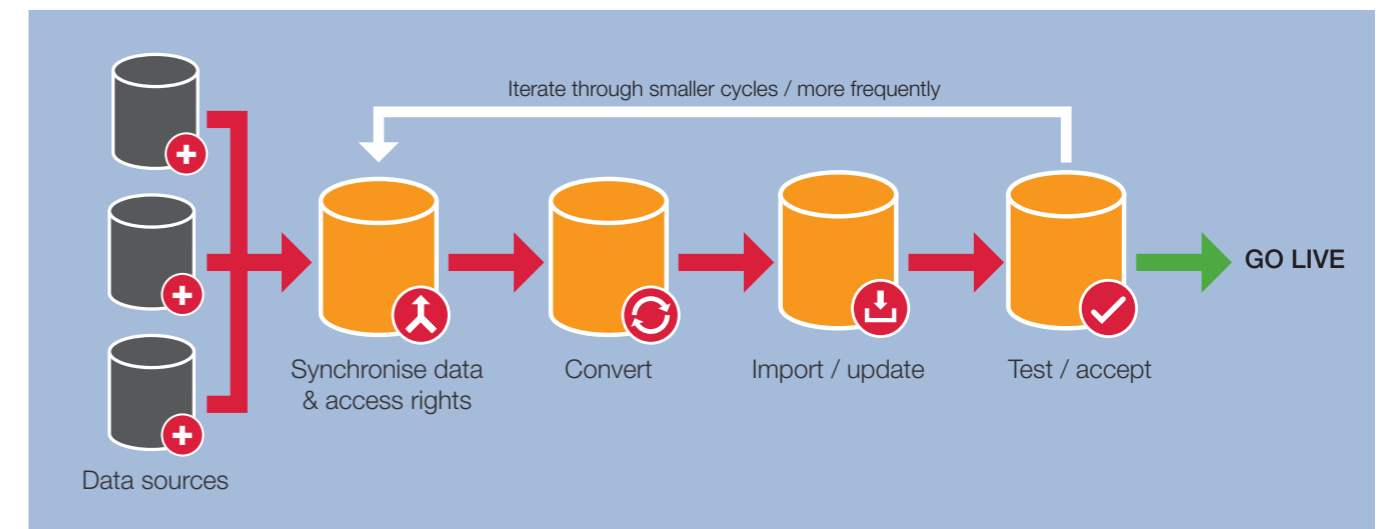 Iterate through smaller cycles / more frequently
GO LIVE
Synchronise data
& access rights
Convert
Import / update
Test / accept
Data sources